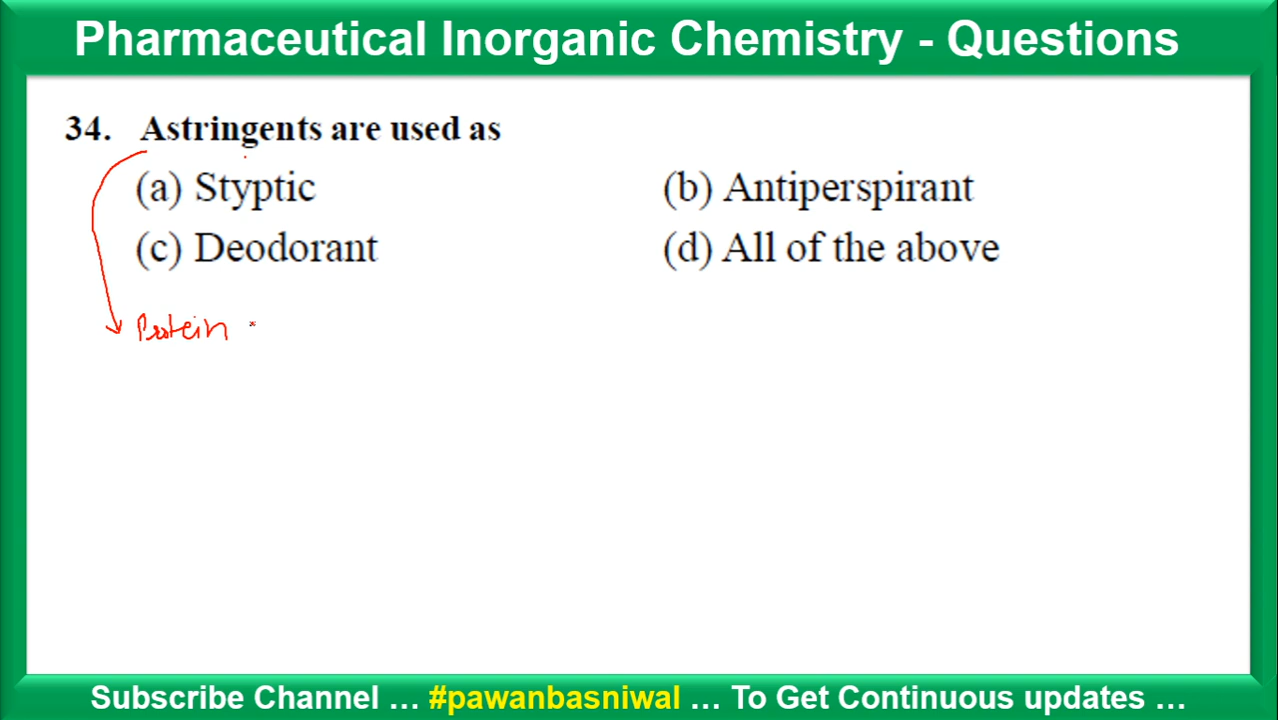 Pharmaceutical Inorganic Chemistry - Questions
34. Astringents are used as
(a) Styptic (b) Antiperspirant
(c) Deodorant (d) All of the above
Protein
Subscribe Channel ... #pawanbasniwal ... To Get Continuous updates ...